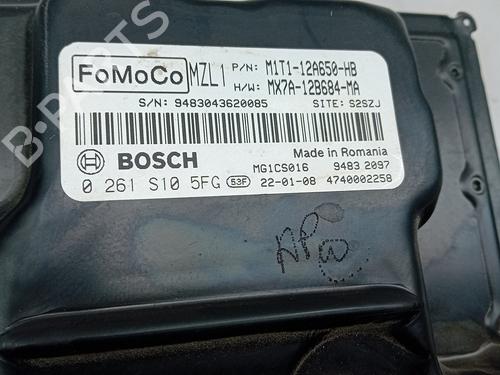 FoMoCo MZL1 P/N: M1T1-12A650-HB
H/W: MX7A-12B684-MA
S/N: 9483043620085 SITE: S2SZJ
BOSCH Made in Romania
MG1CS016 9483 2097
0 261 S10 5FG 53F 22-01-08 4740002258
B-PARTS